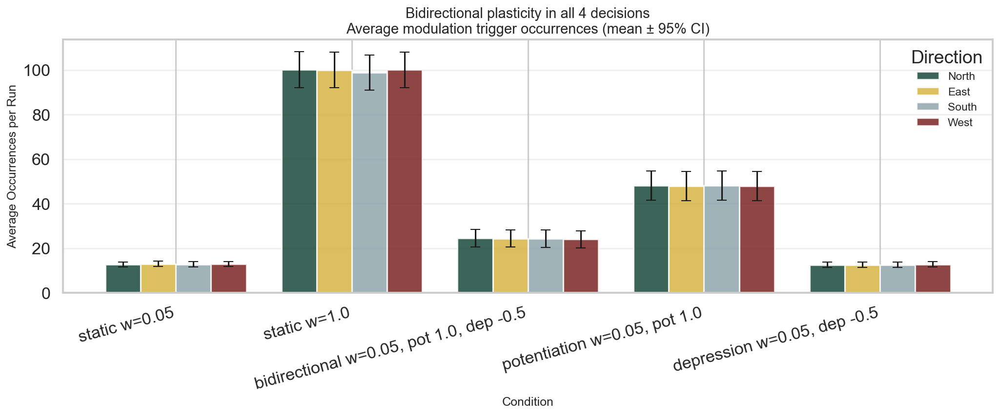 Bidirectional plasticity in all 4 decisions
Average modulation trigger occurrences (mean ± 95% CI)
Average Occurrences per Run
100
80
60
40
20
0
Direction
North
East
South
West
static w=0.05
static w=1.0
bidirectional w=0.05, pot 1.0, dep -0.5
potentiation w=0.05, pot 1.0
depression w=0.05, dep -0.5
Condition